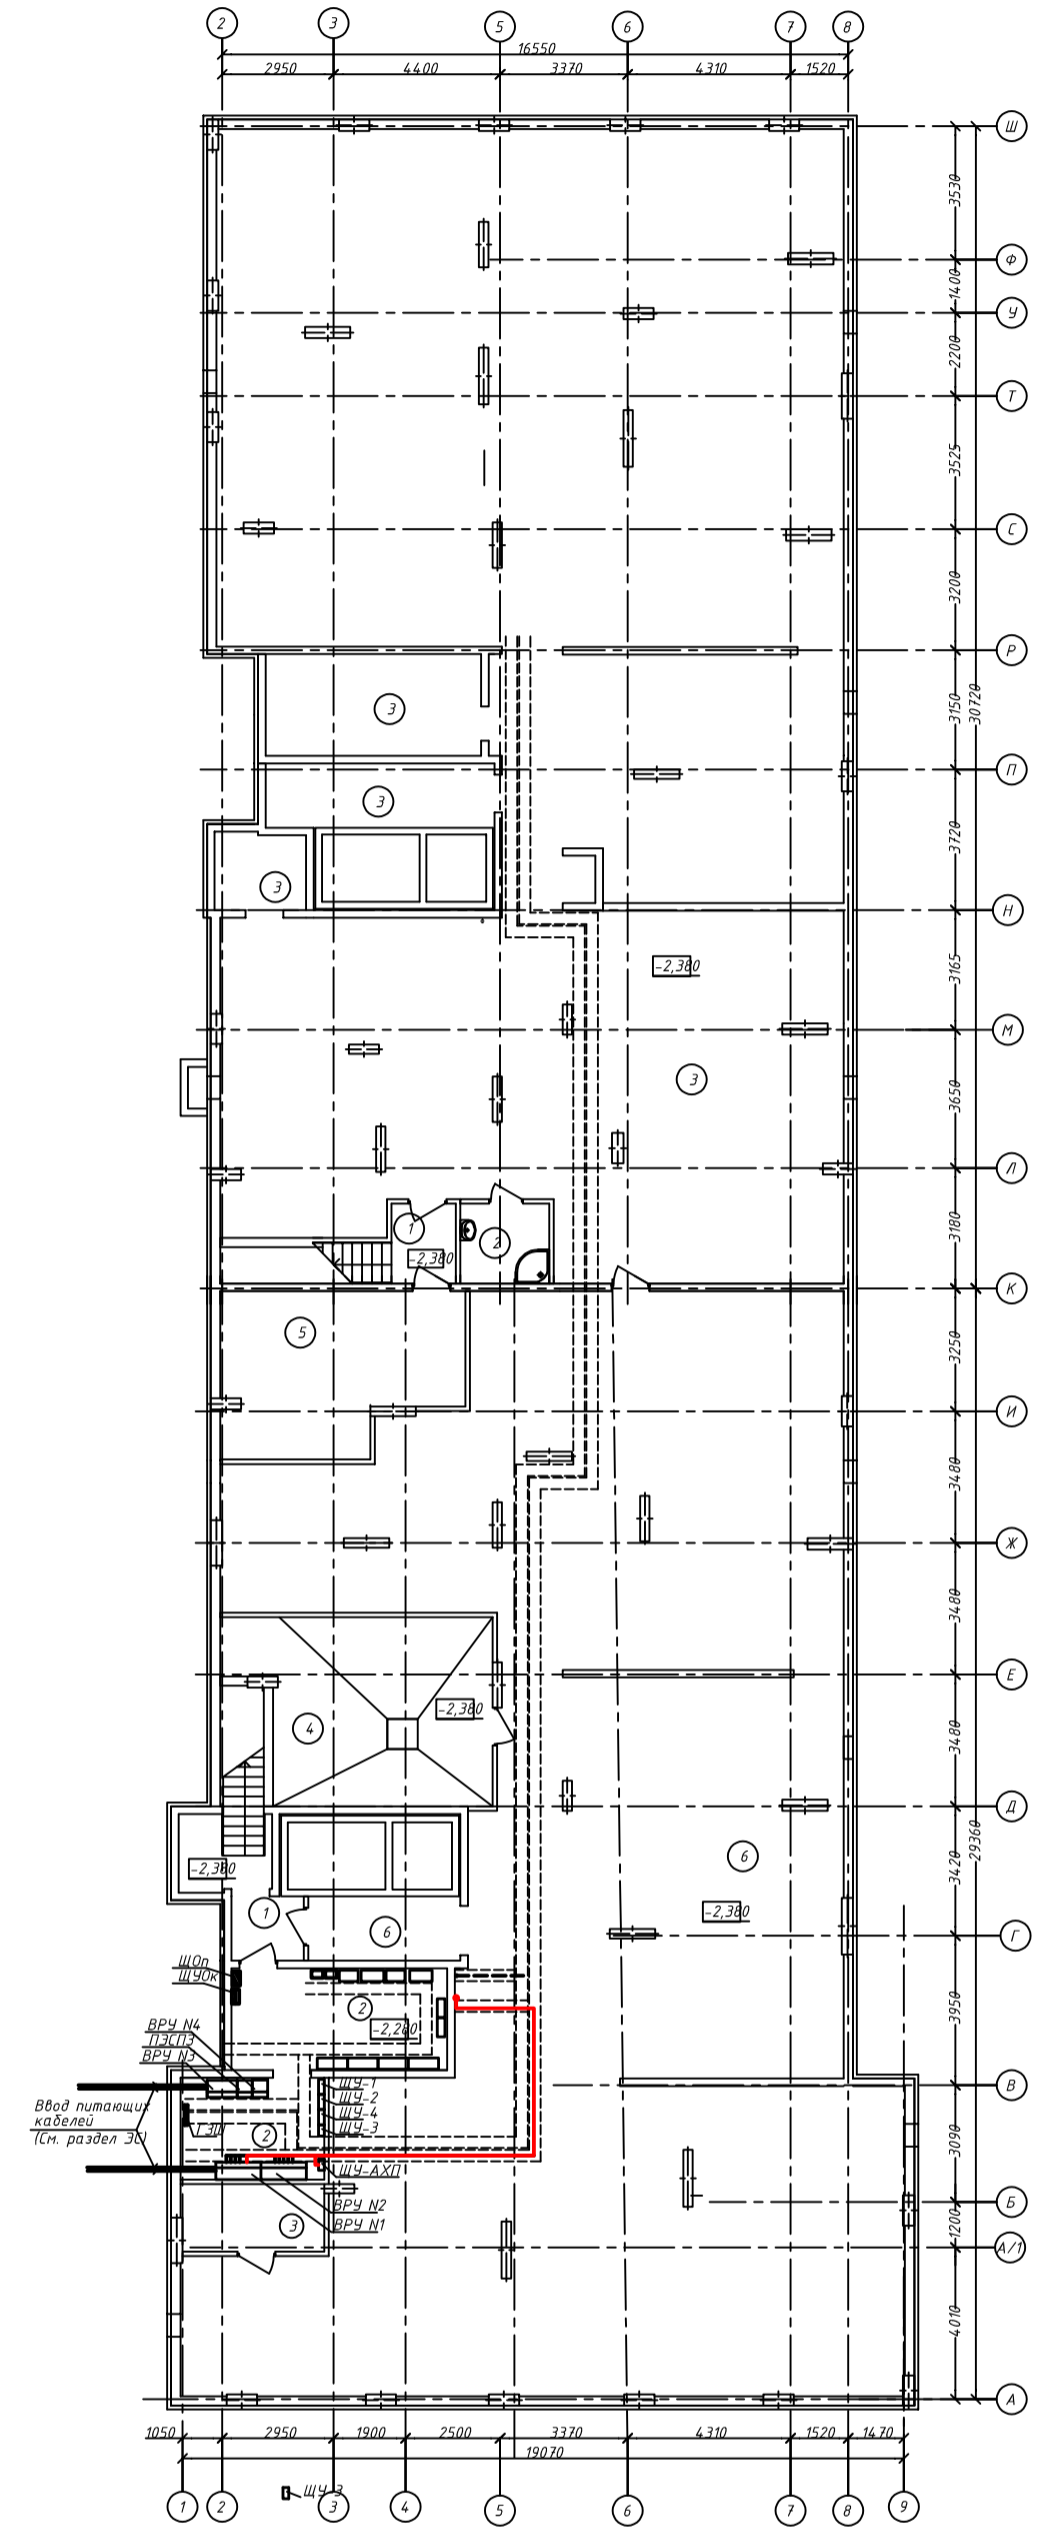 2 3 5 6 7 8
16550
2950 4400 3370 4310 1520
Ш
3530
Ф
1400
У
2200
Т
3525
С
3200
Р
3
3150
30720
П
3
3720
3
Н
-2,380
3165
М
3
3650
Л
1
2
3180
-2,380
К
5
3250
И
3480
Ж
3480
Е
-2,380
4
3480
Д
6
3420
29360
-2,380
-2,380
1
6
Г
ЩОп
ЩУОк
2
3950
-2,280
ВРУ N4
ПЭСПЗ
ВРУ N3
ЩУ-1
В
ЩУ-2
Ввод питающих
кабелей
(См. раздел ЭС)
ГЗШ
ЩУ-4
ЩУ-3
2
3090
ЩУ-АХП
Б
ВРУ N2
ВРУ N1
3
1200
А/1
4010
А
1050 2950 1900 2500 3370 4310 1520 1470
19070
ЩУ-3
1 2 3 4 5 6 7 8 9